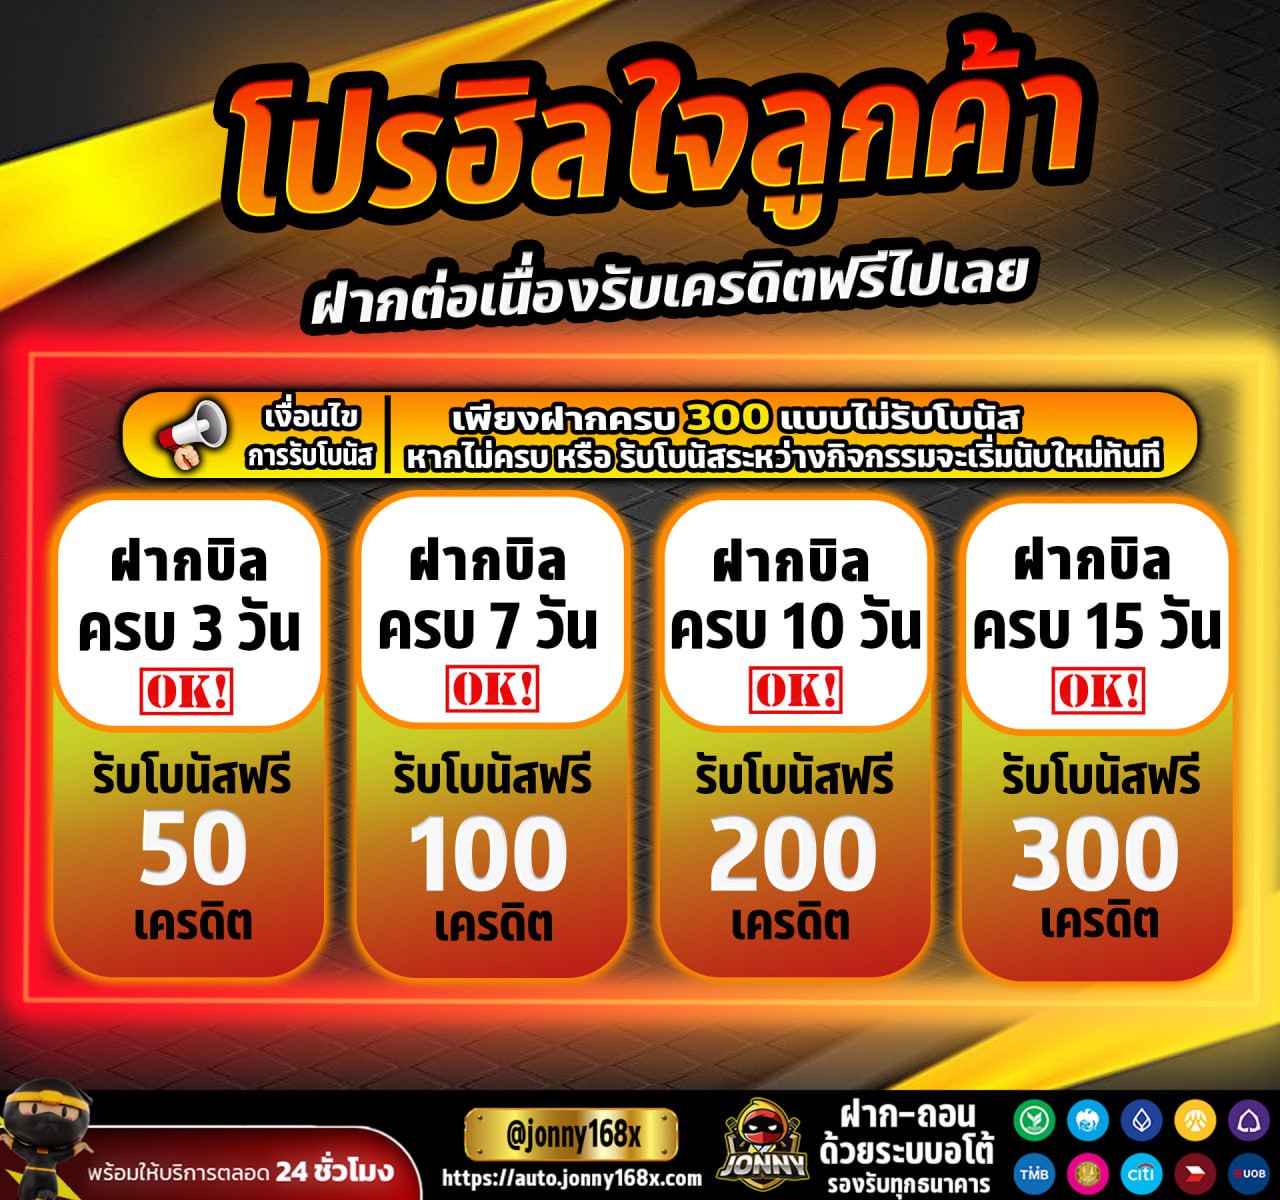 โปรฮิลใจลูกค้า
ฝากต่อเนื่องรับเครดิตฟรีไปเลย
เงื่อนไข
การรับโบนัส
เพียงฝากครบ 300 แบบไม่รับโบนัส
หากไม่ครบ หรือ รับโบนัสระหว่างกิจกรรมจะเริ่มนับใหม่ทันที
ฝากบิล
ครบ 3 วัน
OK!
รับโบนัสฟรี
50
เครดิต
ฝากบิล
ครบ 7 วัน
OK!
รับโบนัสฟรี
100
เครดิต
ฝากบิล
ครบ 10 วัน
OK!
รับโบนัสฟรี
200
เครดิต
ฝากบิล
ครบ 15 วัน
OK!
รับโบนัสฟรี
300
เครดิต
พร้อมให้บริการตลอด 24 ชั่วโมง
@jonny168x
https://auto.jonny168x.com
JONNY
ฝาก-ถอน
ด้วยระบบอโต้
รองรับทุกธนาคาร
TMB
citi
UOB